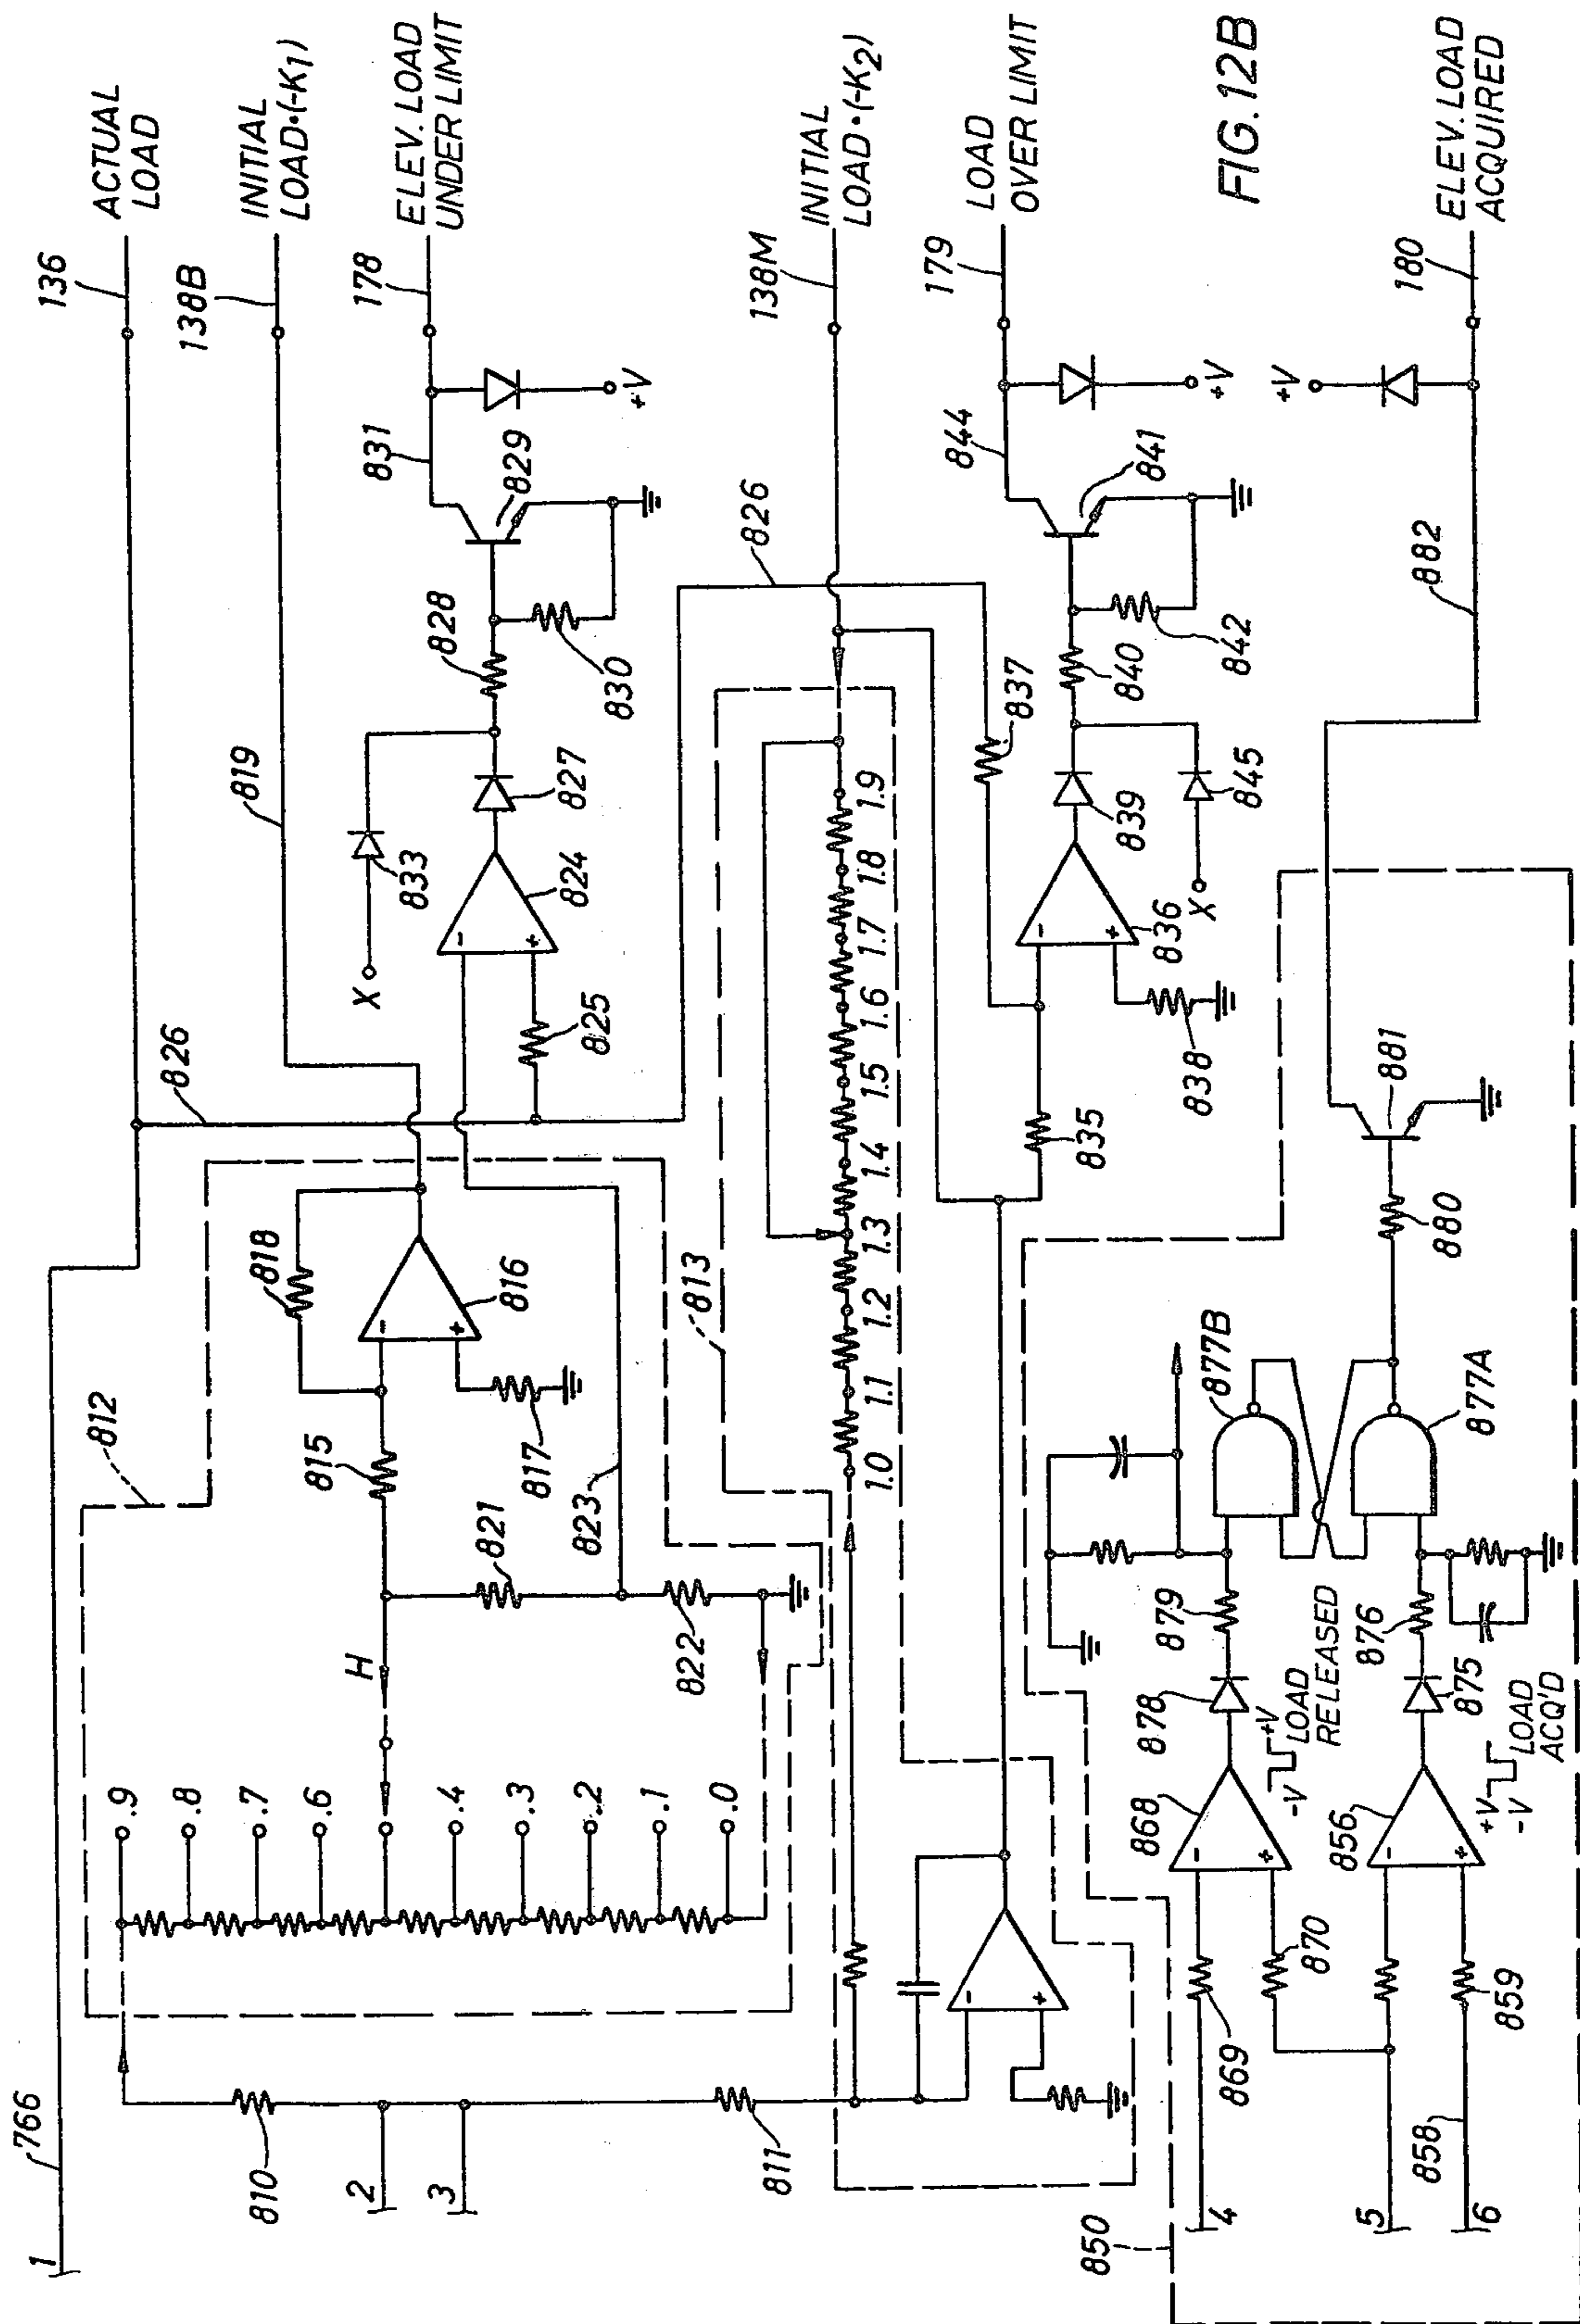 1
766
ACTUAL
LOAD
136
INITIAL
LOAD•(-K1)
138B
819
826
812
818
815
816
817
H
821
822
823
.9
.8
.7
.6
.4
.3
.2
.1
.0
810
2
3
811
ELEV. LOAD
UNDER LIMIT
178
831
829
828
830
833
X
827
824
825
-
+
-
+
+V
INITIAL
LOAD•(-K2)
138M
826
813
1.0
1.1
1.2
1.3
1.4
1.5
1.6
1.7
1.8
1.9
LOAD
OVER LIMIT
179
844
841
840
842
837
839
845
X
836
838
835
-
+
-
+
+V
+V
FIG.12B
ELEV. LOAD
ACQUIRED
180
882
881
880
877B
877A
879
878
876
875
LOAD
RELEASED
-V
+V
LOAD
ACQ'D
+V
-V
868
856
-
+
-
+
869
870
859
858
850
4
5
6